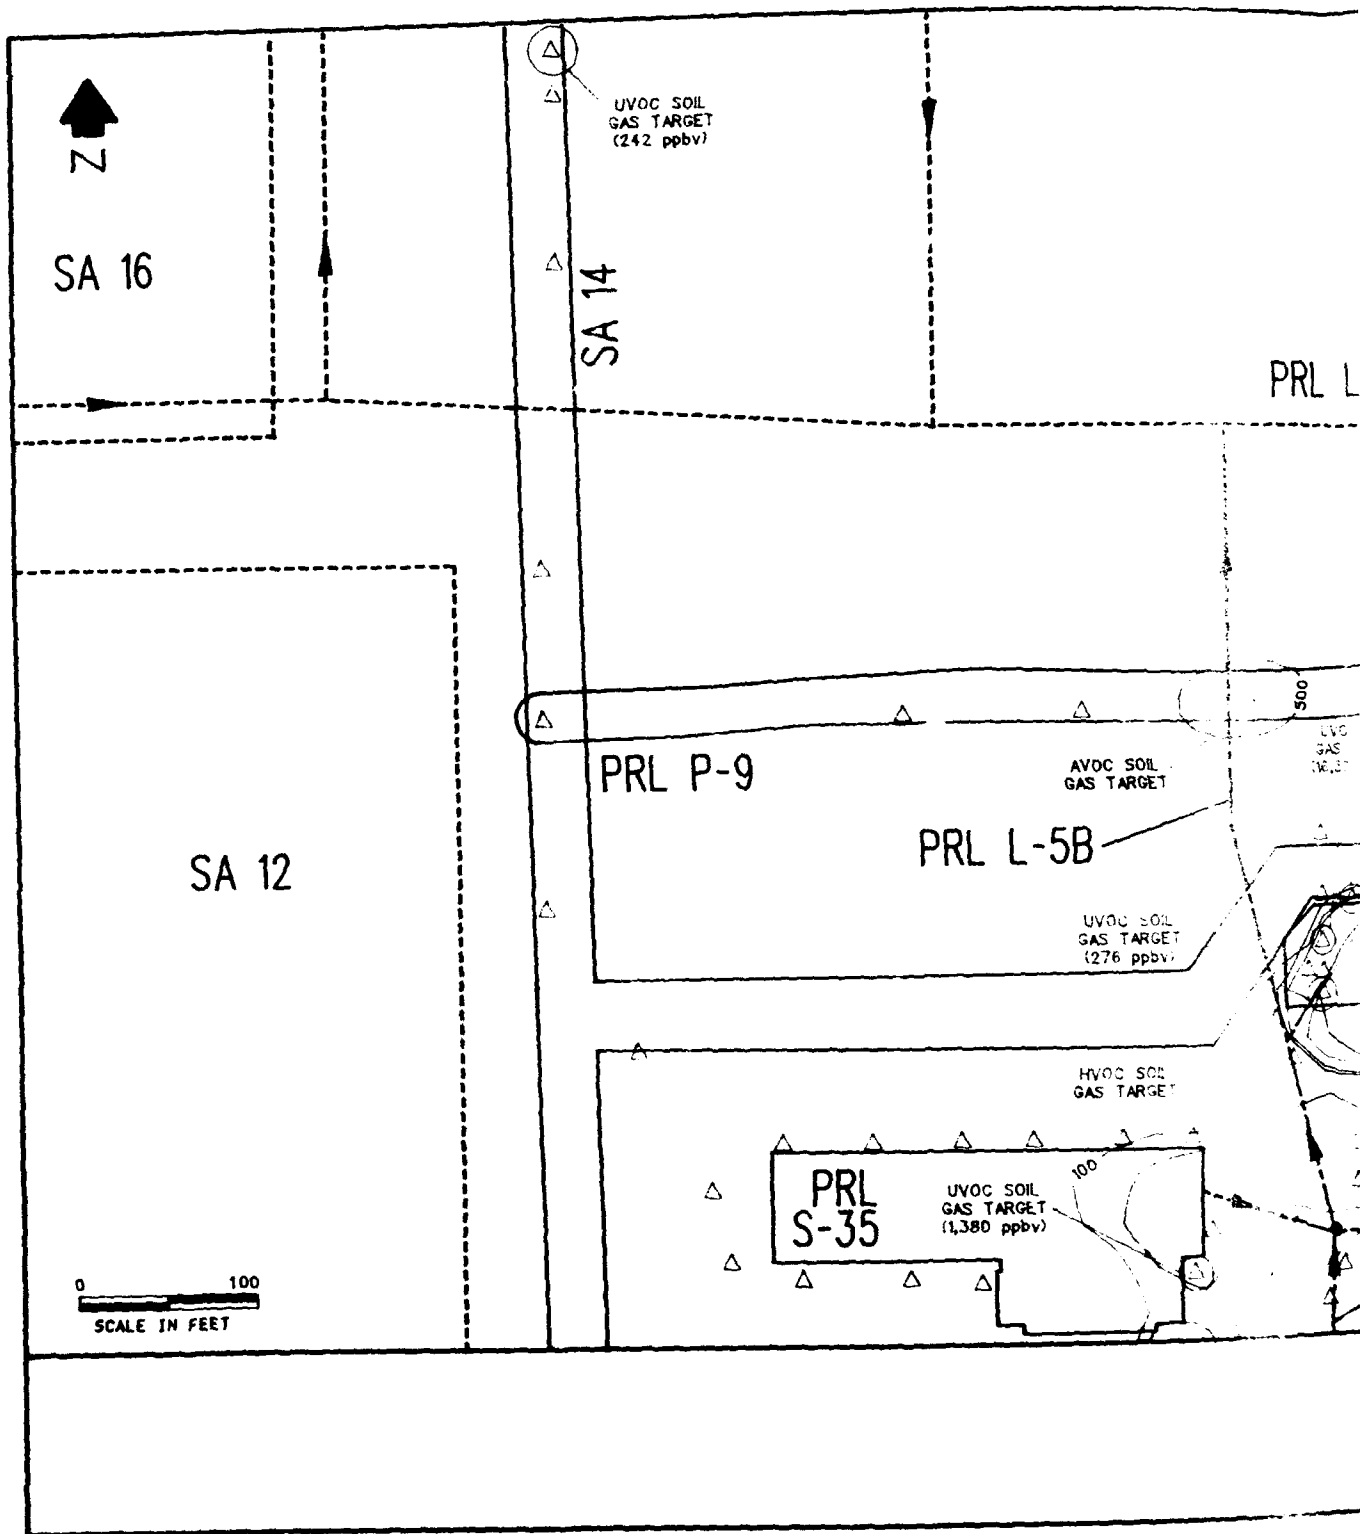 UVOC SOIL
GAS TARGET
(242 ppbv)
N
SA 16
SA 14
PRL L
500
PRL P-9
AVOC SOIL
GAS TARGET
GAS
PRL L-5B
SA 12
UVOC SOIL
GAS TARGET
(276 ppbv)
HVOC SOIL
GAS TARGET
100
PRL
S-35
UVOC SOIL
GAS TARGET
(1,380 ppbv)
0 100
SCALE IN FEET